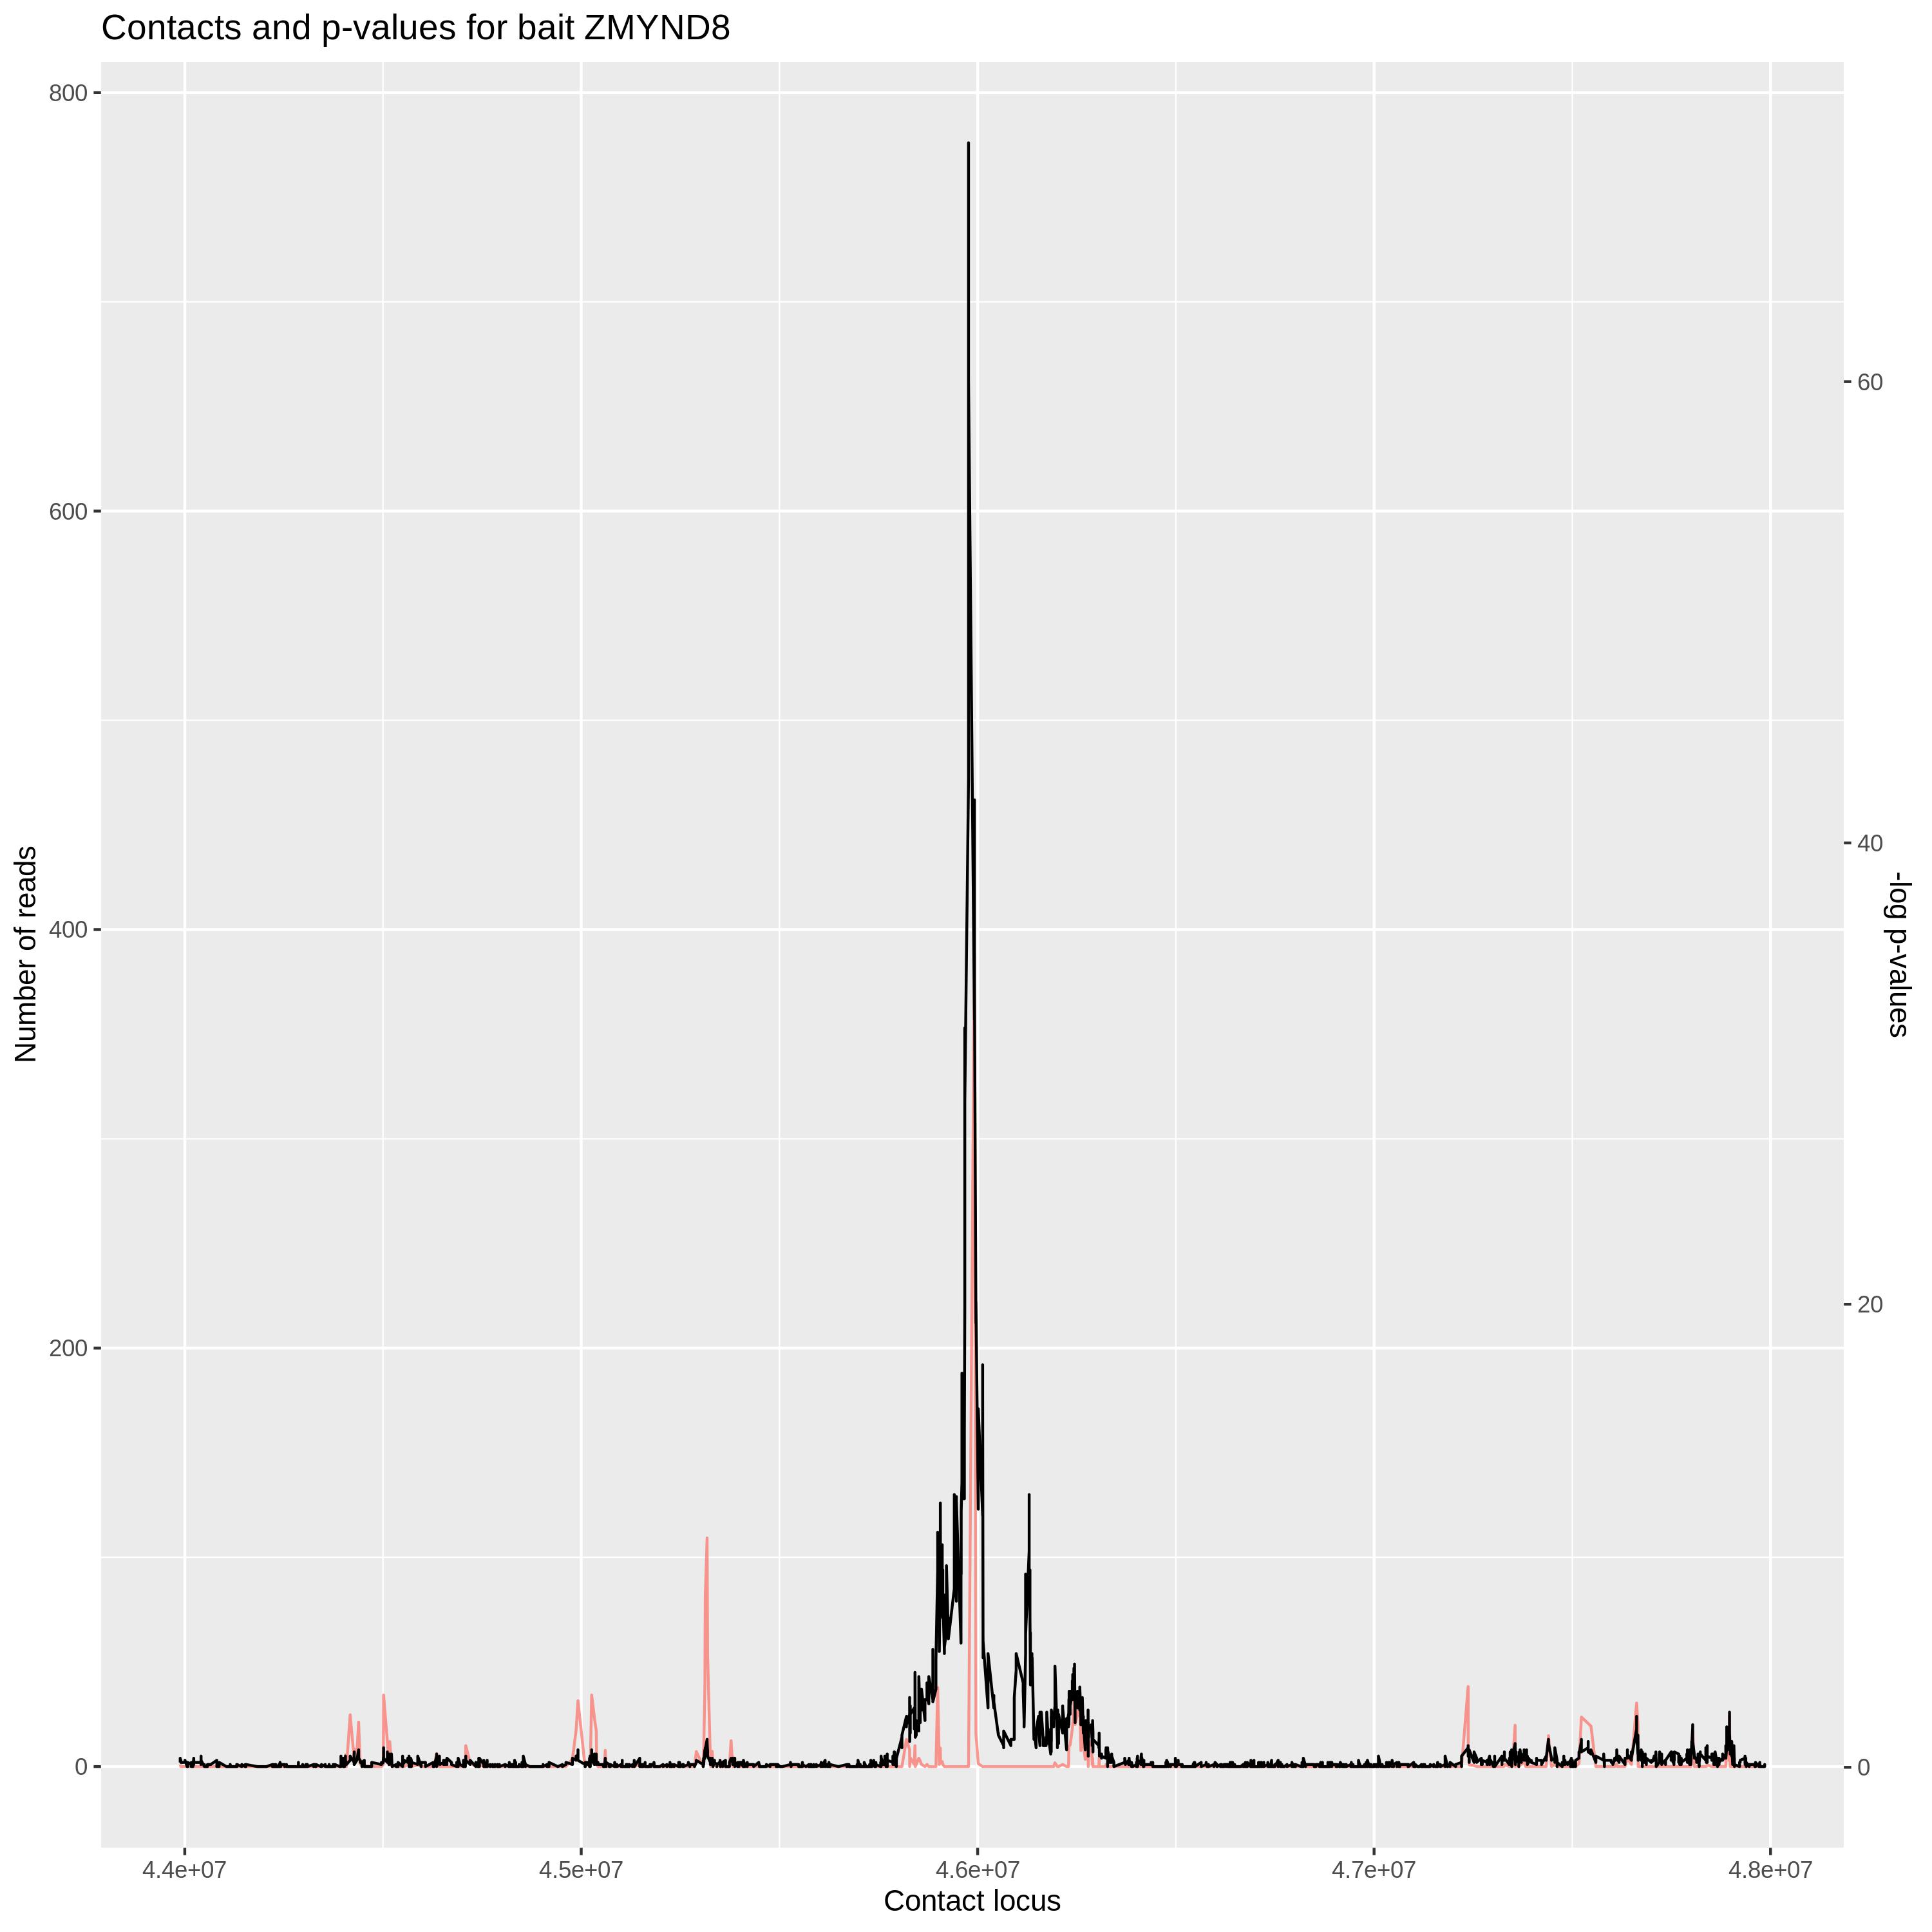 Contacts and p-values for bait ZMYND8
800
600
400
200
0
Number of reads
60
40
20
0
-log p-values
4.4e+07 4.5e+07 4.6e+07 4.7e+07 4.8e+07
Contact locus